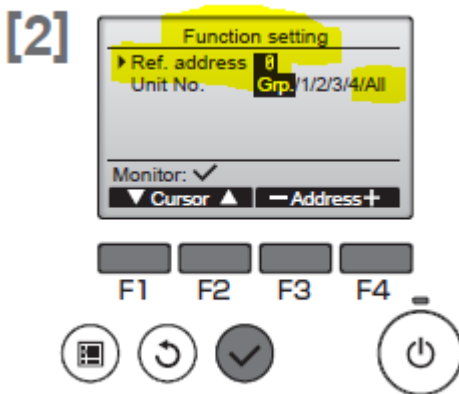 [2]
Function setting
Ref. address 0
Unit No. Grp./1/2/3/4/All
Monitor:
Cursor − Address +
F1 F2 F3 F4